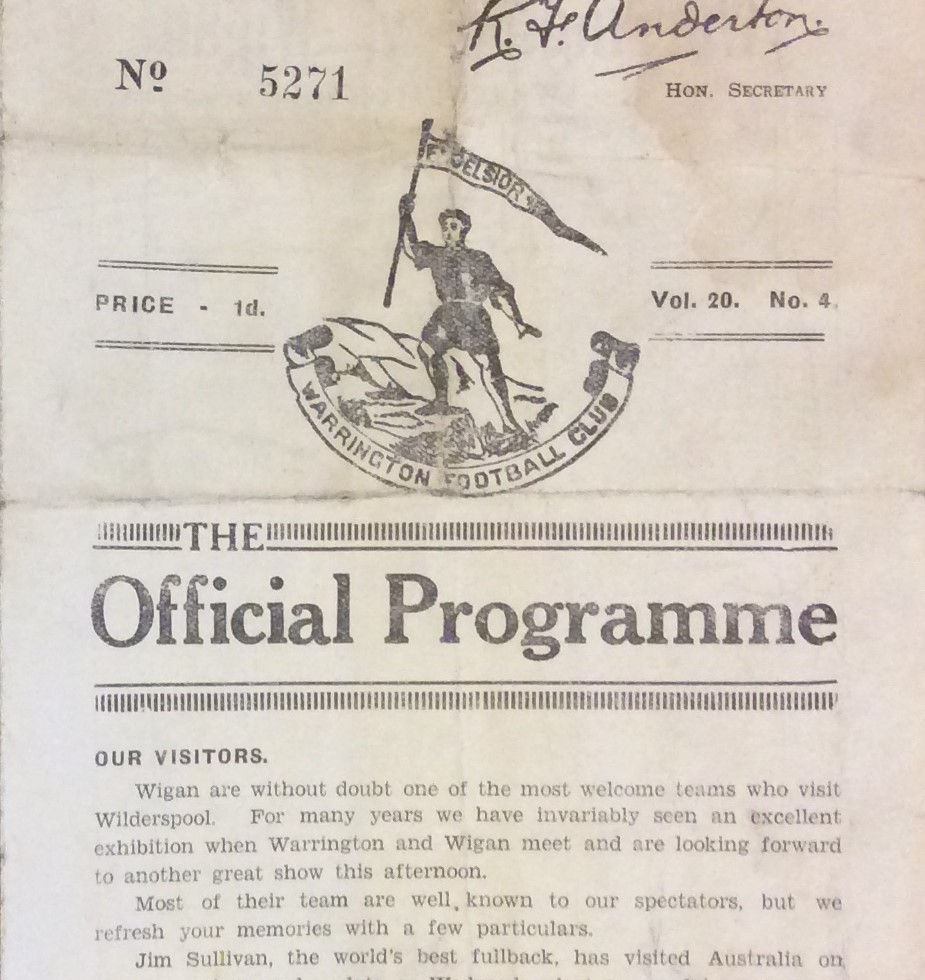 R. F. Anderton.
Nº 5271
HON. SECRETARY
EXCELSIOR
PRICE - 1d.
Vol. 20. No. 4.
WARRINGTON FOOTBALL CLUB
THE
Official Programme
OUR VISITORS.
Wigan are without doubt one of the most welcome teams who visit
Wilderspool. For many years we have invariably seen an excellent
exhibition when Warrington and Wigan meet and are looking forward
to another great show this afternoon.
Most of their team are well known to our spectators, but we
refresh your memories with a few particulars.
Jim Sullivan, the world's best fullback, has visited Australia on